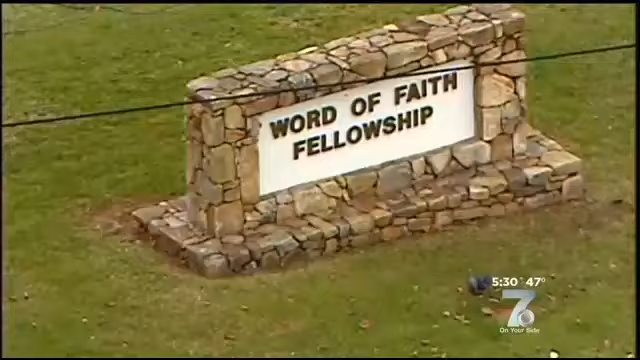 WORD OF FAITH
FELLOWSHIP
5:30 47°
7
On Your Side